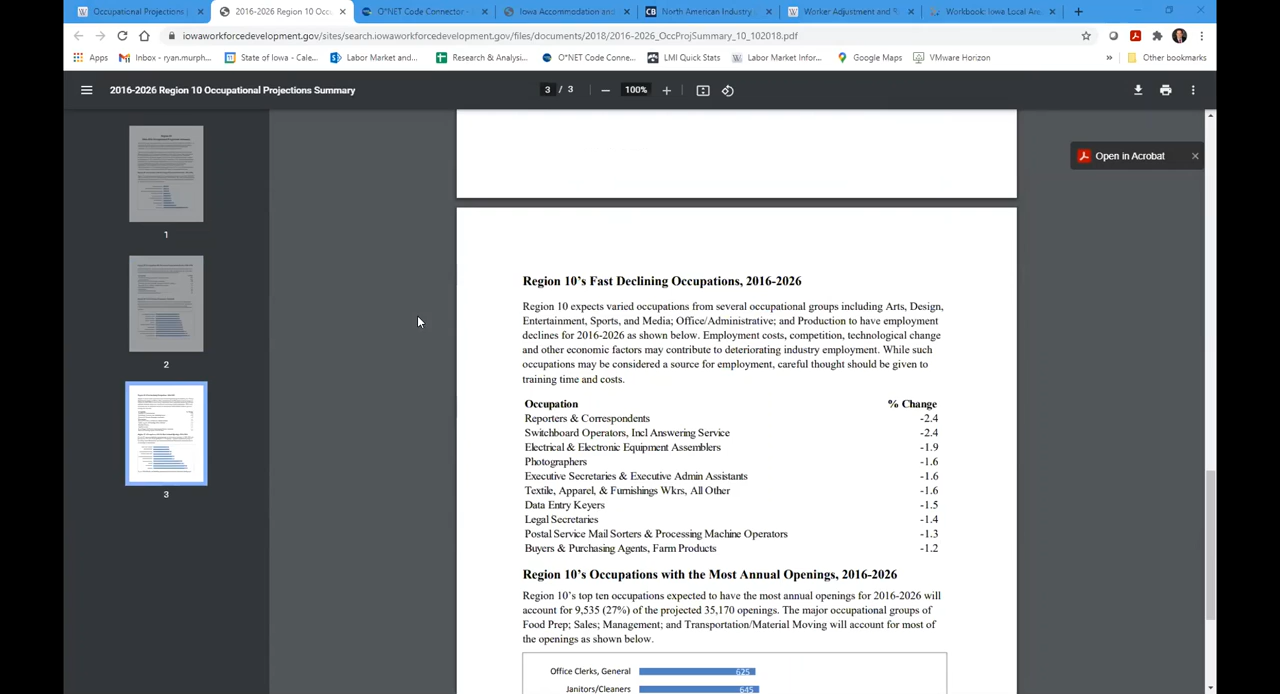 Occupational Projections |
2016-2026 Region 10 Occu
O*NET Code Connector -
Iowa Accommodation and
North American Industry
Worker Adjustment and R
Workbook: Iowa Local Are
iowaworkforcedevelopment.gov/sites/search.iowaworkforcedevelopment.gov/files/documents/2018/2016-2026_OccProjSummary_10_102018.pdf
Apps
Inbox - ryan.murph...
State of Iowa - Cale...
Labor Market and...
Research & Analysi...
O*NET Code Conne...
LMI Quick Stats
Labor Market Infor...
Google Maps
VMware Horizon
»
Other bookmarks
2016-2026 Region 10 Occupational Projections Summary
3 / 3
100%
Open in Acrobat
1
2
3
Region 10's Fast Declining Occupations, 2016-2026
Region 10 expects varied occupations from several occupational groups including Arts, Design,
Entertainment, Sports, and Media; Office/Administrative; and Production to have employment
declines for 2016-2026 as shown below. Employment costs, competition, technological change
and other economic factors may contribute to deteriorating industry employment. While such
occupations may be considered a source for employment, careful thought should be given to
training time and costs.
Occupation % Change
Reporters & Correspondents -2.4
Switchboard Operators, Incl Answering Service -2.4
Electrical & Electronic Equipment Assemblers -1.9
Photographers -1.6
Executive Secretaries & Executive Admin Assistants -1.6
Textile, Apparel, & Furnishings Wkrs, All Other -1.6
Data Entry Keyers -1.5
Legal Secretaries -1.4
Postal Service Mail Sorters & Processing Machine Operators -1.3
Buyers & Purchasing Agents, Farm Products -1.2
Region 10's Occupations with the Most Annual Openings, 2016-2026
Region 10's top ten occupations expected to have the most annual openings for 2016-2026 will
account for 9,535 (27%) of the projected 35,170 openings. The major occupational groups of
Food Prep; Sales; Management; and Transportation/Material Moving will account for most of
the openings as shown below.
Office Clerks, General 625
Janitors/Cleaners 645